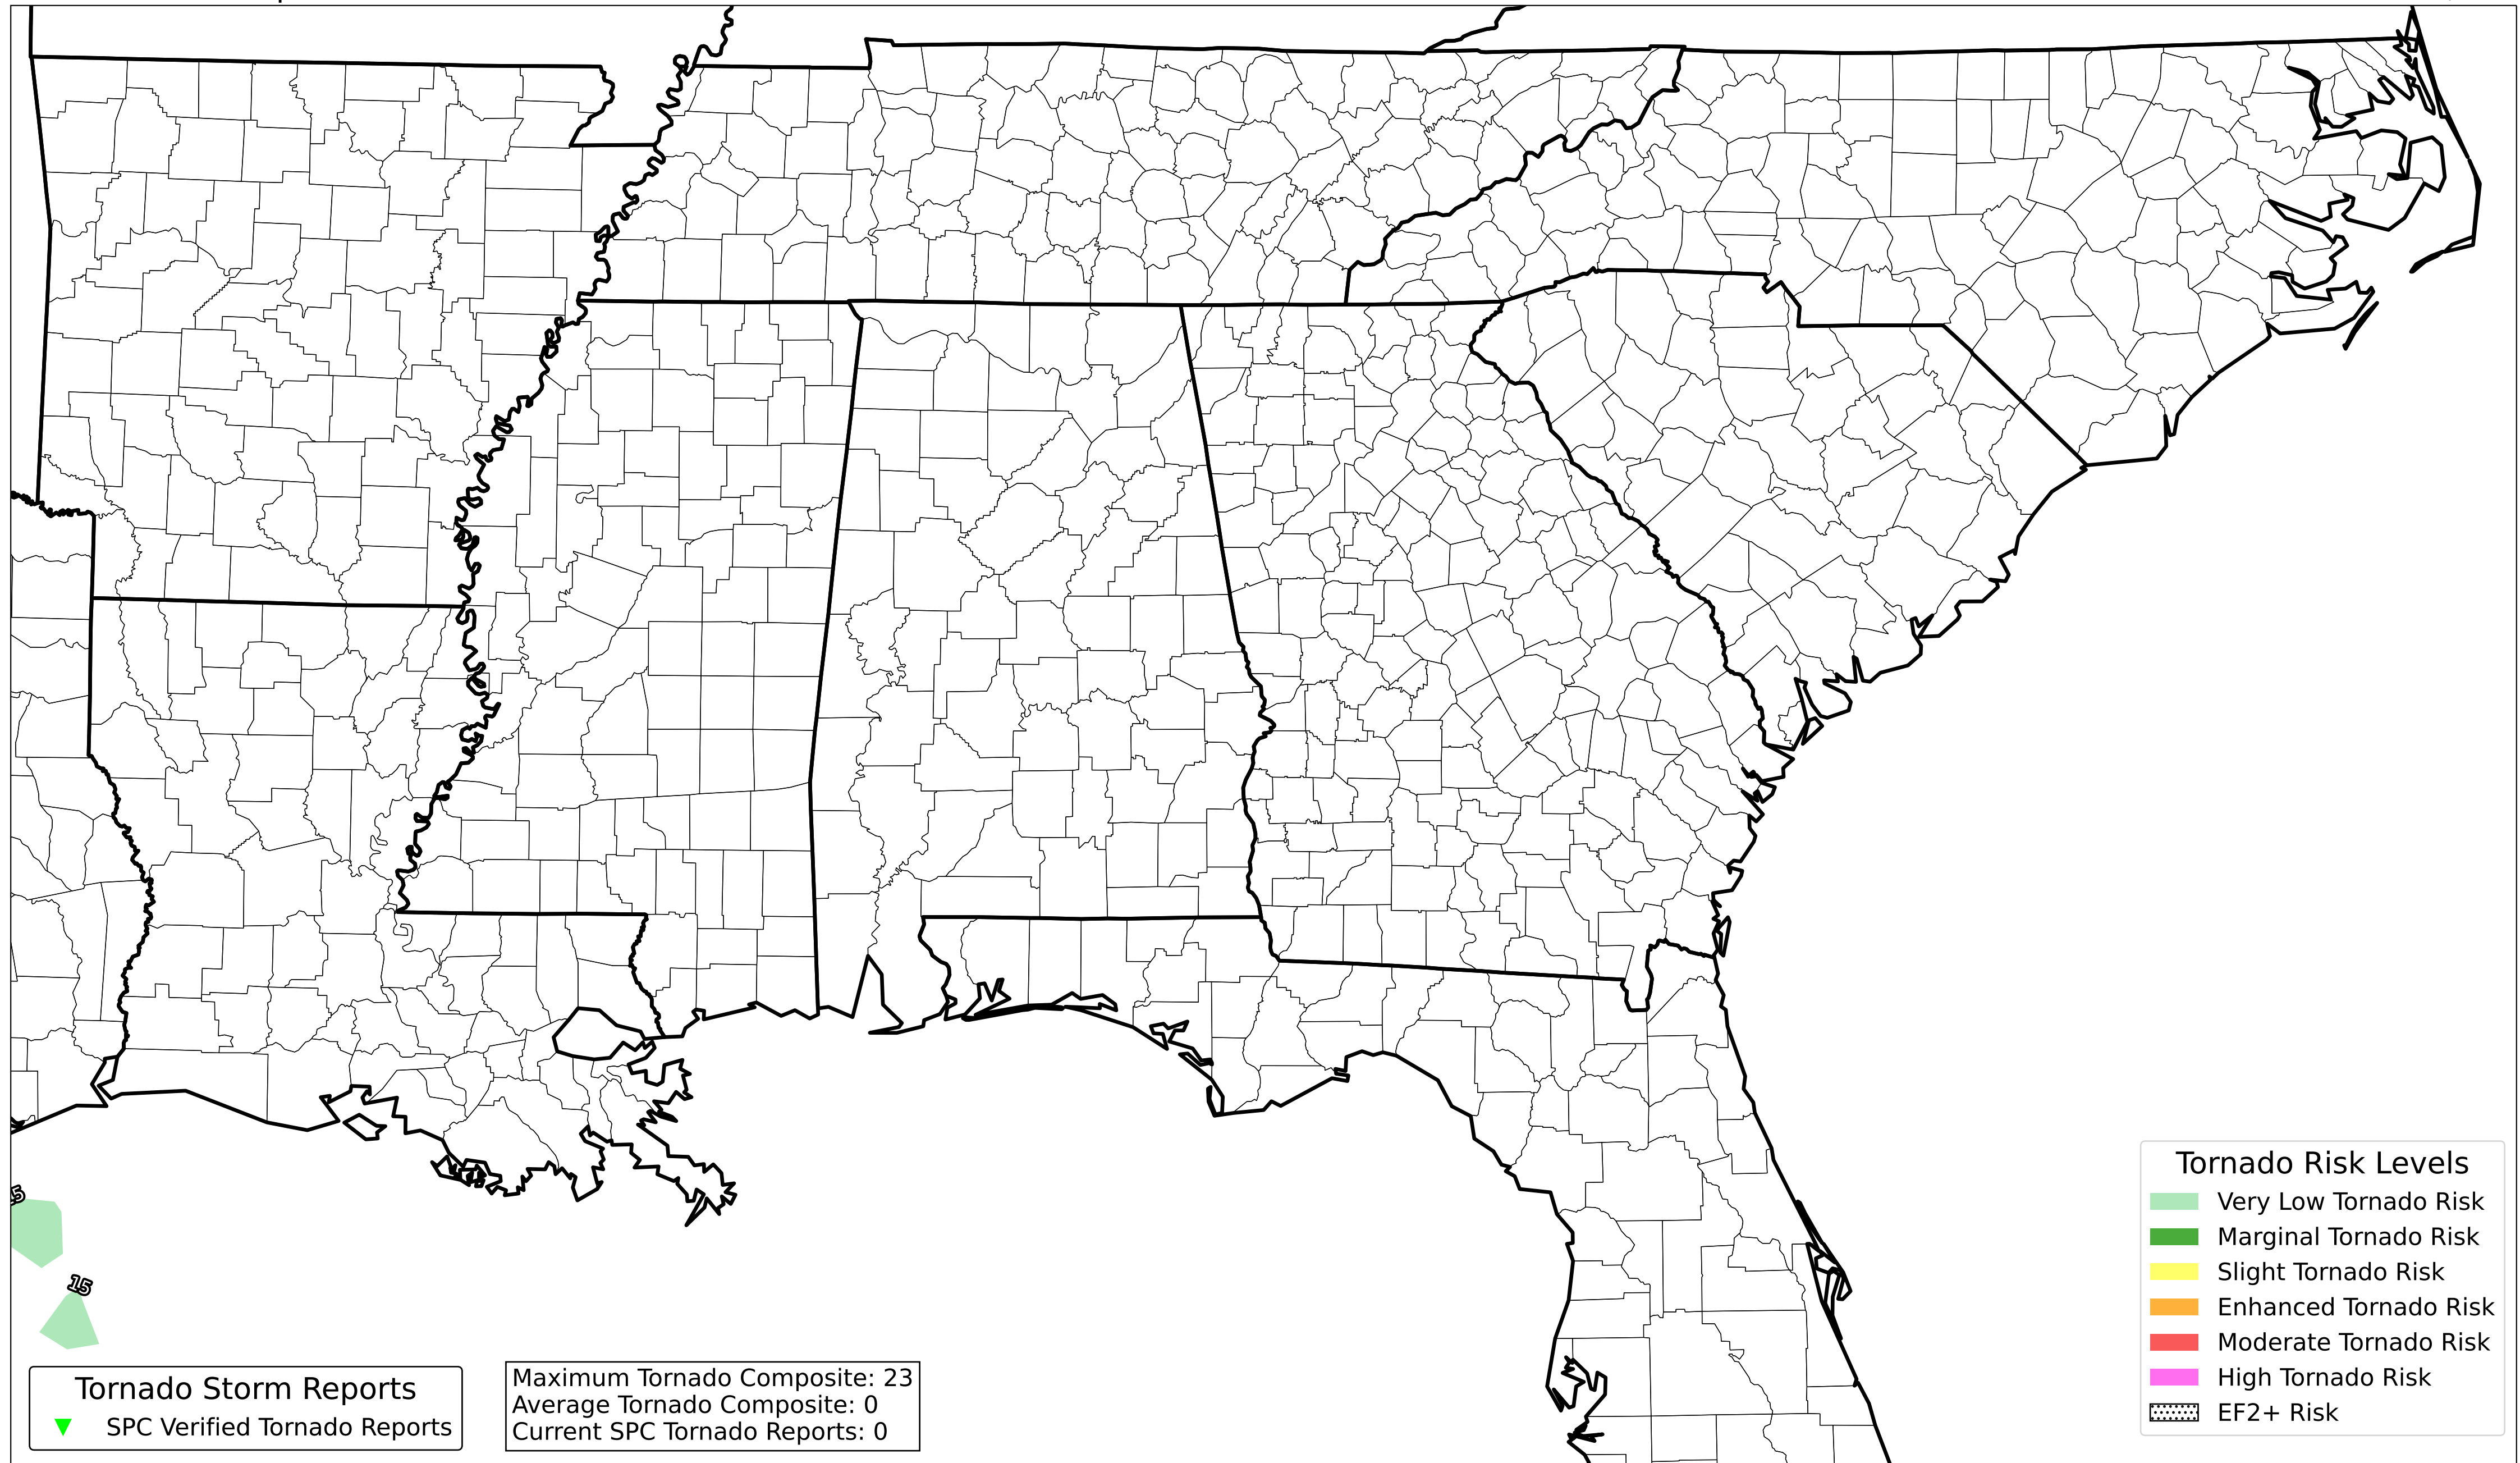 15
Tornado Storm Reports
SPC Verified Tornado Reports
Maximum Tornado Composite: 23
Average Tornado Composite: 0
Current SPC Tornado Reports: 0
Tornado Risk Levels
Very Low Tornado Risk
Marginal Tornado Risk
Slight Tornado Risk
Enhanced Tornado Risk
Moderate Tornado Risk
High Tornado Risk
EF2+ Risk